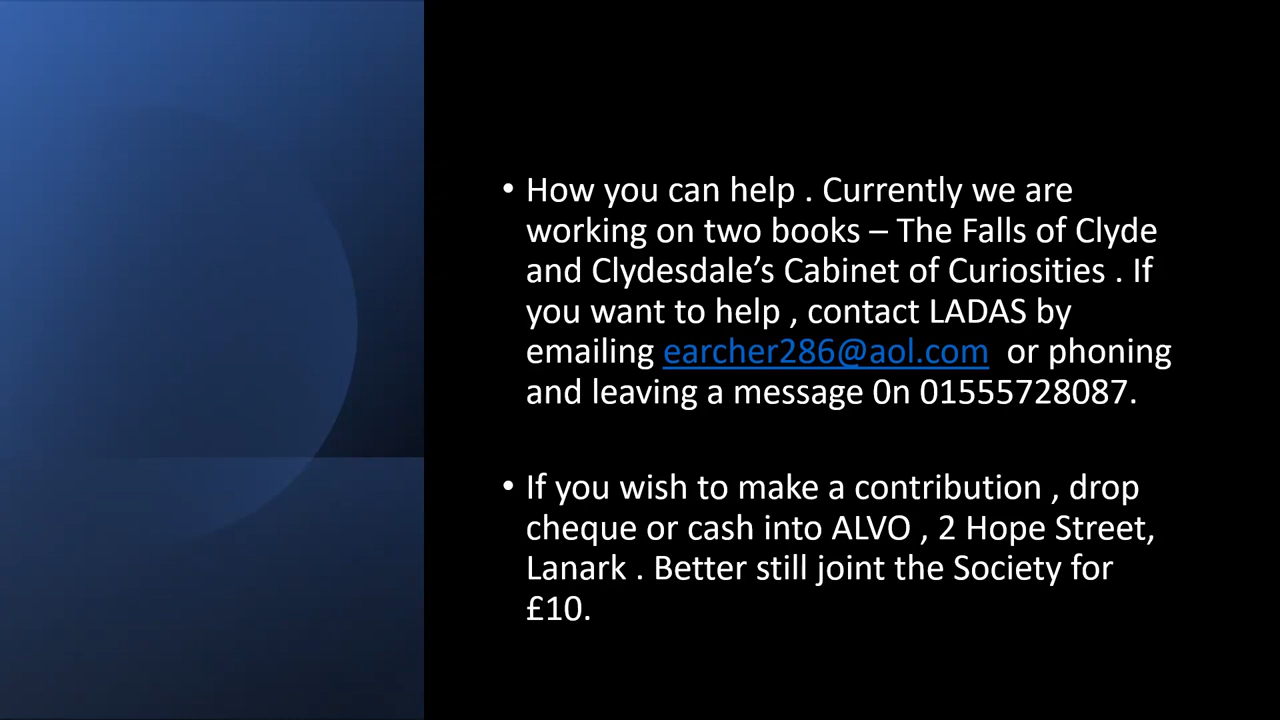 • How you can help . Currently we are
working on two books – The Falls of Clyde
and Clydesdale’s Cabinet of Curiosities . If
you want to help , contact LADAS by
emailing earcher286@aol.com  or phoning
and leaving a message 0n 01555728087.
• If you wish to make a contribution , drop
cheque or cash into ALVO , 2 Hope Street,
Lanark . Better still joint the Society for
£10.